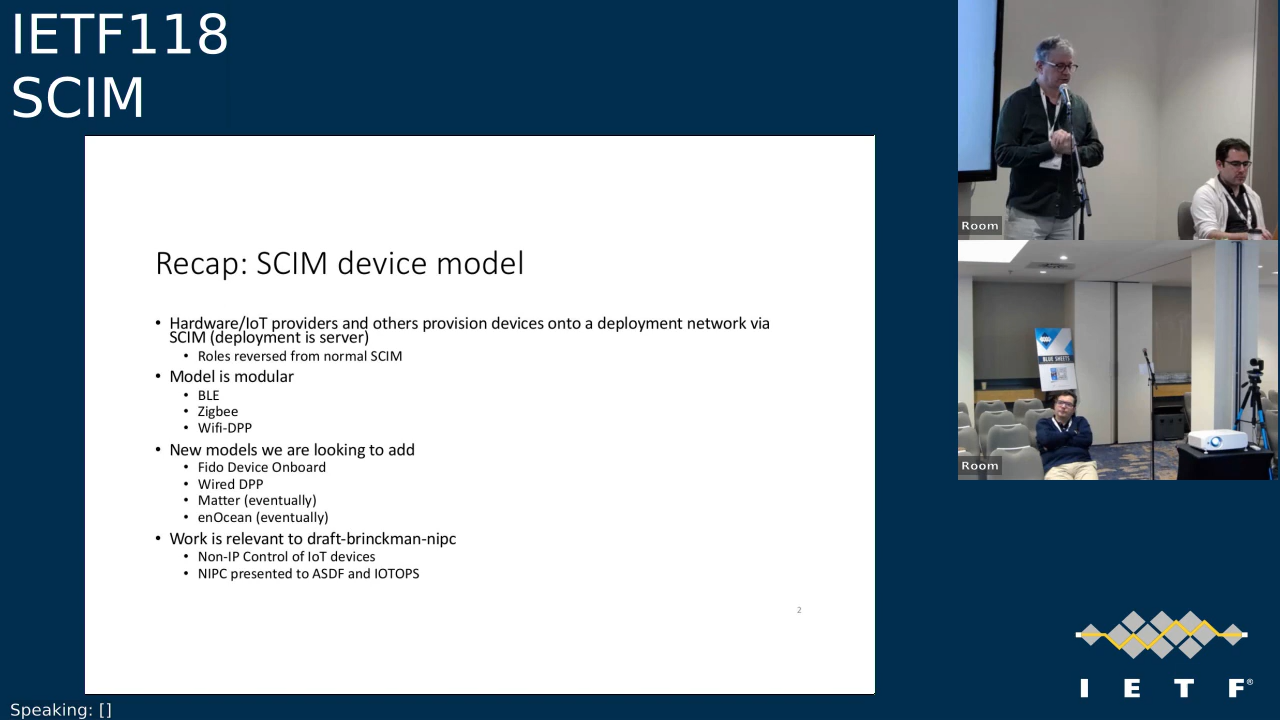 IETF118
SCIM
Recap: SCIM device model
• Hardware/IoT providers and others provision devices onto a deployment network via
SCIM (deployment is server)
• Roles reversed from normal SCIM
• Model is modular
• BLE
• Zigbee
• Wifi-DPP
• New models we are looking to add
• Fido Device Onboard
• Wired DPP
• Matter (eventually)
• enOcean (eventually)
• Work is relevant to draft-brinckman-nipc
• Non-IP Control of IoT devices
• NIPC presented to ASDF and IOTOPS
2
Room
BLUE SHEETS
Room
I E T F®
Speaking: []